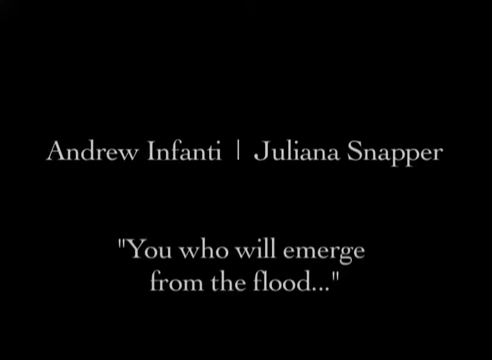 Andrew Infanti | Juliana Snapper
"You who will emerge
from the flood..."